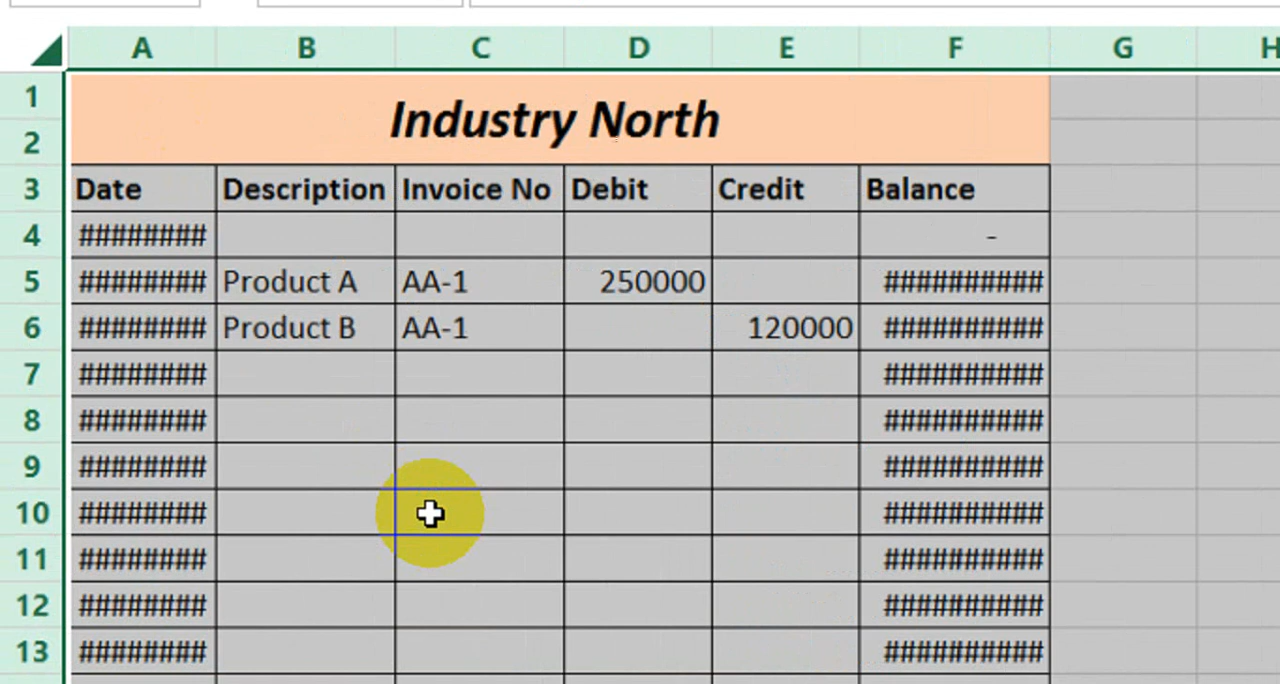 A B C D E F G H
1 Industry North
2
3 Date Description Invoice No Debit Credit Balance
4 ######## -
5 ######## Product A AA-1 250000 ##########
6 ######## Product B AA-1 120000 ##########
7 ######## ##########
8 ######## ##########
9 ######## ##########
10 ######## ##########
11 ######## ##########
12 ######## ##########
13 ######## ##########